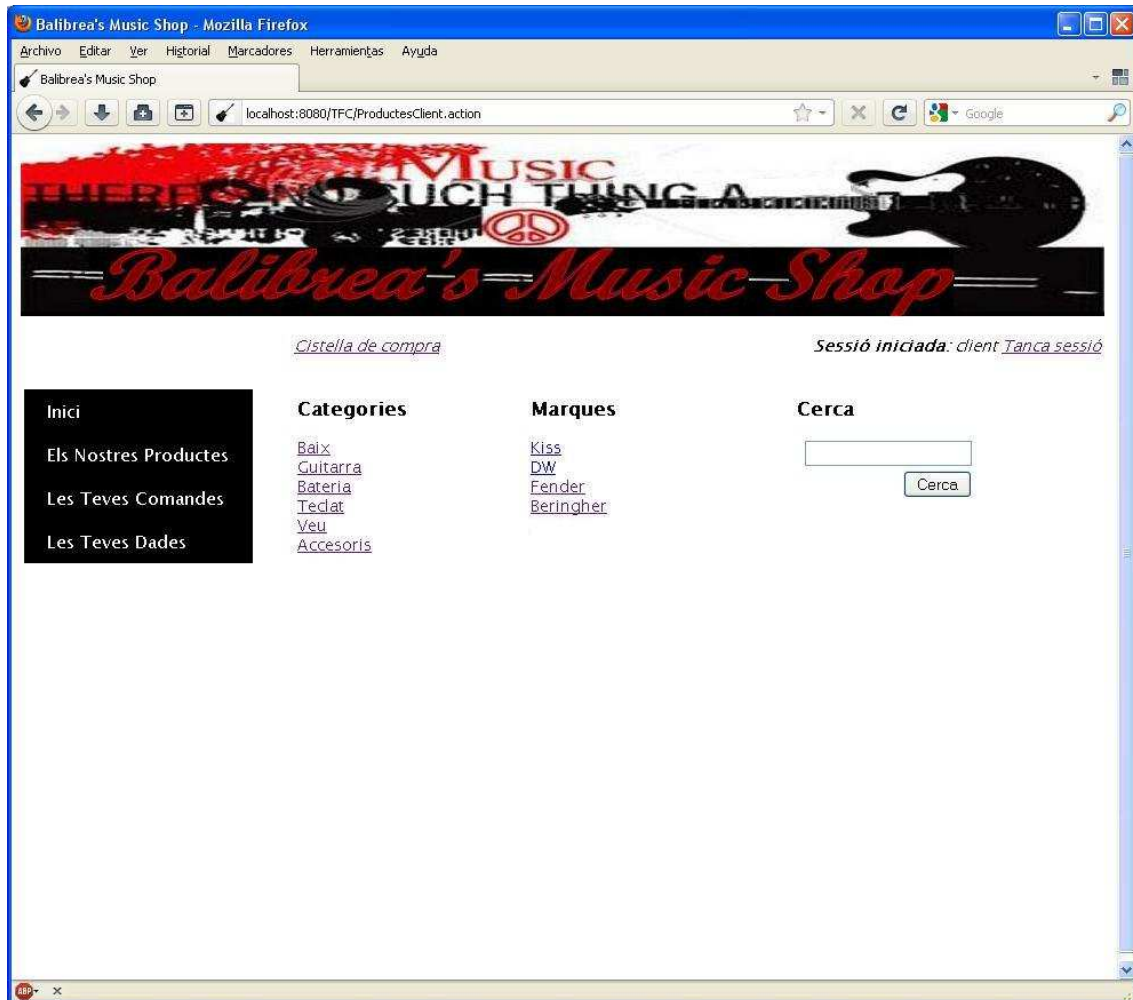 Balibrea's Music Shop - Mozilla Firefox
Archivo Editar Ver Historial Marcadores Herramientas Ayuda
Balibrea's Music Shop
localhost:8080/TFC/ProductesClient.action
Google
MUSIC
SUCH THING A
Balibrea's Music Shop
Cistella de compra
Sessió iniciada: client Tanca sessió
Inici
Els Nostres Productes
Les Teves Comandes
Les Teves Dades
Categories
Baix
Guitarra
Bateria
Teclat
Veu
Accesoris
Marques
Kiss
DW
Fender
Beringher
Cerca
Cerca
ABP